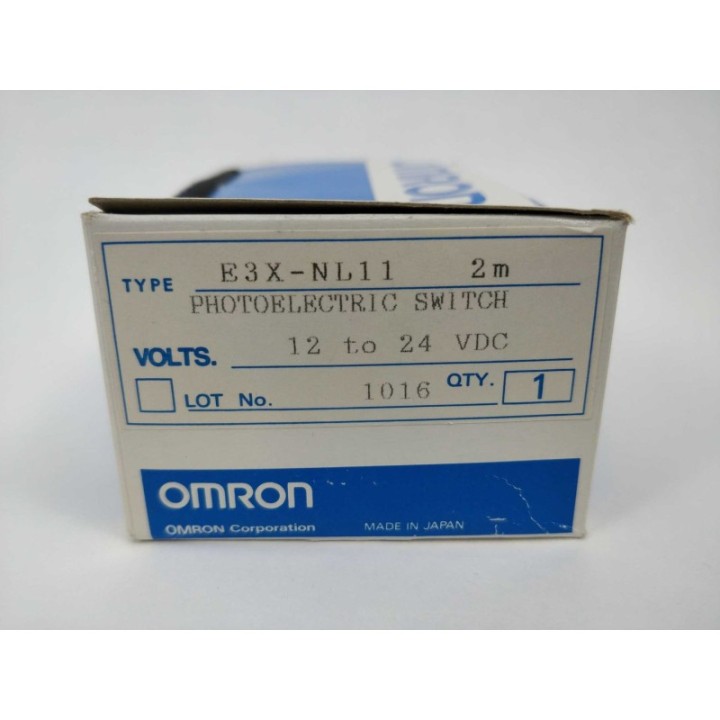 OMRON
TYPE E3X-NL11 2m
PHOTOELECTRIC SWITCH
VOLTS. 12 to 24 VDC
LOT No. 1016 QTY. 1
OMRON
OMRON Corporation MADE IN JAPAN